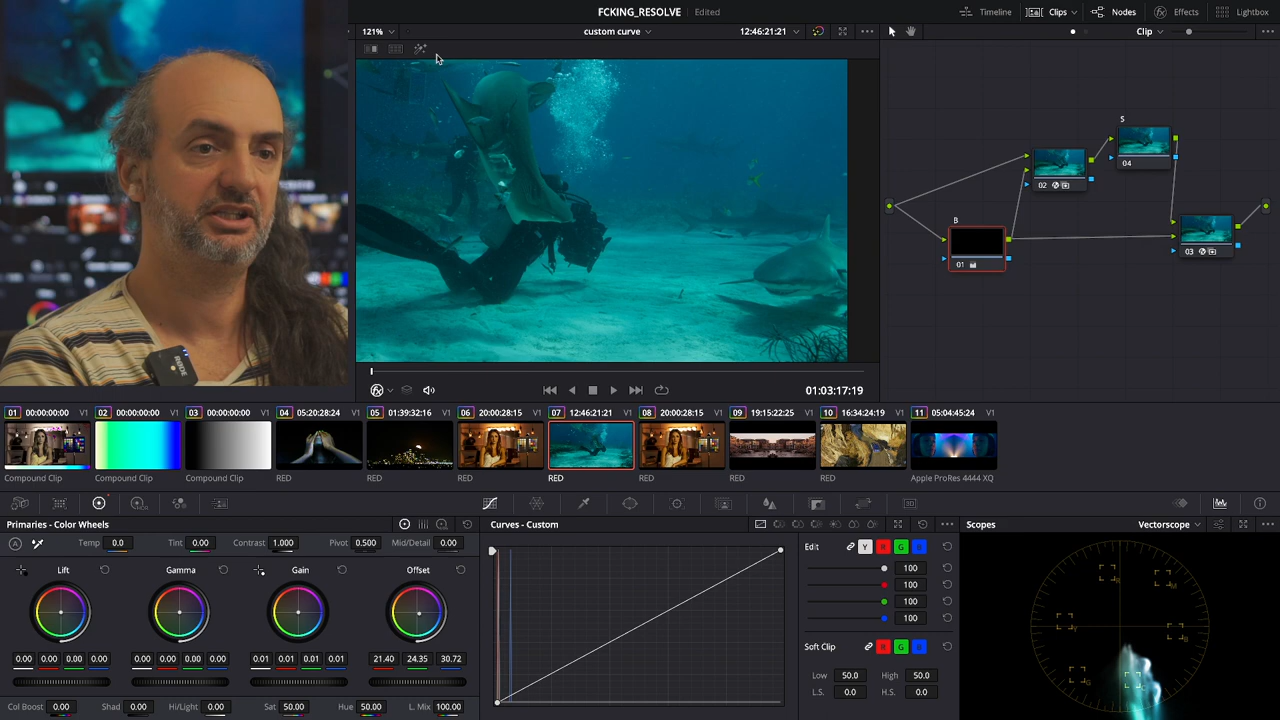 FCKING_RESOLVE Edited
Timeline Clips Nodes Effects Lightbox
121% custom curve 12:46:21:21 Clip
S
04
02
B
01
03
RODE
01:03:17:19
01 00:00:00:00 V1 02 00:00:00:00 V1 03 00:00:00:00 V1 04 05:20:28:24 V1 05 01:39:32:16 V1 06 20:00:28:15 V1 07 12:46:21:21 V1 08 20:00:28:15 V1 09 19:15:22:25 V1 10 16:34:24:19 V1 11 05:04:45:24 V1
Compound Clip Compound Clip Compound Clip RED RED RED RED RED RED RED Apple ProRes 4444 XQ
Primaries - Color Wheels
Temp 0.0 Tint 0.00 Contrast 1.000 Pivot 0.500 Mid/Detail 0.00
Lift Gamma Gain Offset
0.00 0.00 0.00 0.00 0.00 0.00 0.00 0.00 0.01 0.01 0.01 0.01 21.40 24.35 30.72
Col Boost 0.00 Shad 0.00 Hi/Light 0.00 Sat 50.00 Hue 50.00 L. Mix 100.00
Curves - Custom
Edit Y R G B
100
100
100
100
Soft Clip R G B
Low 50.0 High 50.0
L.S. 0.0 H.S. 0.0
Scopes Vectorscope